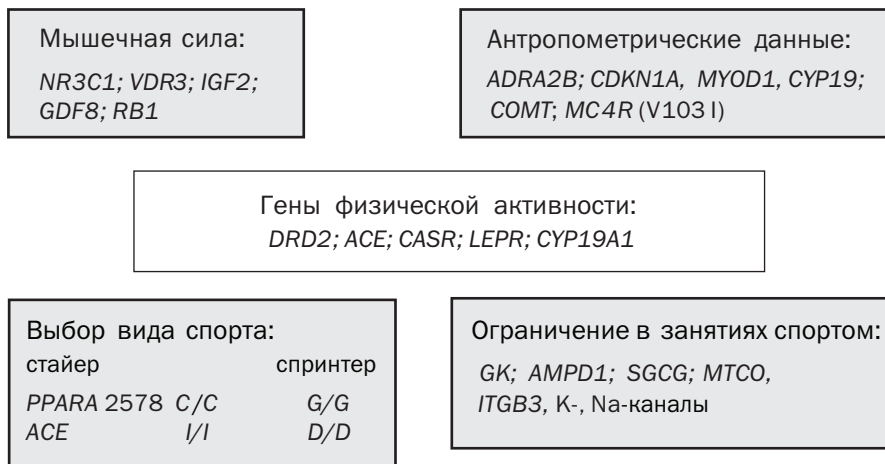 Мышечная сила:
NR3C1; VDR3; IGF2;
GDF8; RB1
Антропометрические данные:
ADRA2B; CDKN1A, MYOD1, CYP19;
COMT; MC4R (V103 I)
Гены физической активности:
DRD2; ACE; CASR; LEPR; CYP19A1
Выбор вида спорта:
стайер спринтер
PPARA 2578 C/C G/G
ACE I/I D/D
Ограничение в занятиях спортом:
GK; AMPD1; SGCG; MTCO,
ITGB3, K-, Na-каналы